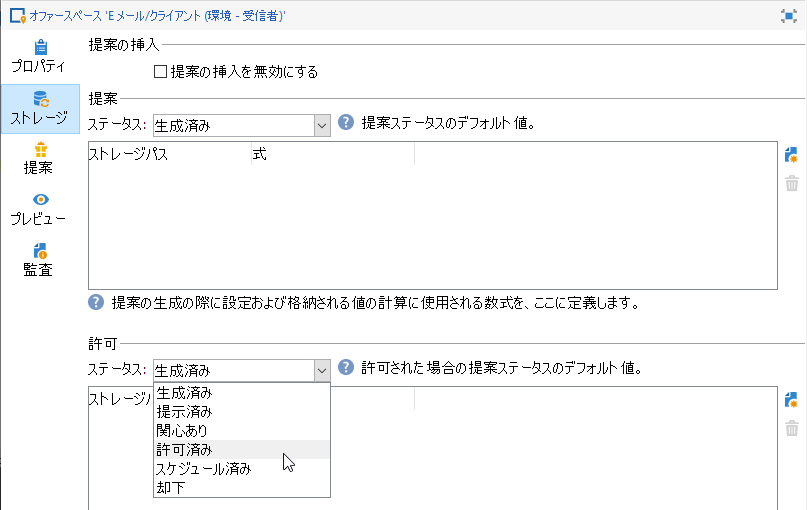 オファースペース 'E メール/クライアント (環境 - 受信者)'
プロパティ
ストレージ
提案
プレビュー
監査
提案の挿入
提案の挿入を無効にする
提案
ステータス: 生成済み 提案ステータスのデフォルト値。
ストレージパス 式
提案の生成の際に設定および格納される値の計算に使用される数式を、ここに定義します。
許可
ステータス: 生成済み 許可された場合の提案ステータスのデフォルト値。
ストレージ
生成済み
提示済み
関心あり
許可済み
スケジュール済み
却下